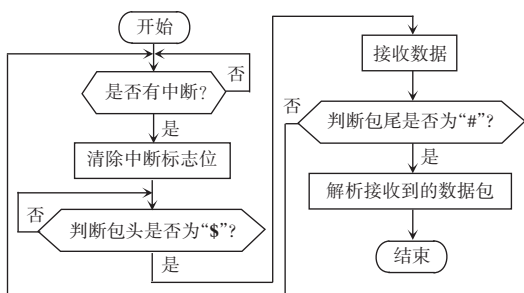 开始
是否有中断?
否
是
清除中断标志位
否
判断包头是否为“$”?
是
接收数据
否
判断包尾是否为“#”?
是
解析接收到的数据包
结束